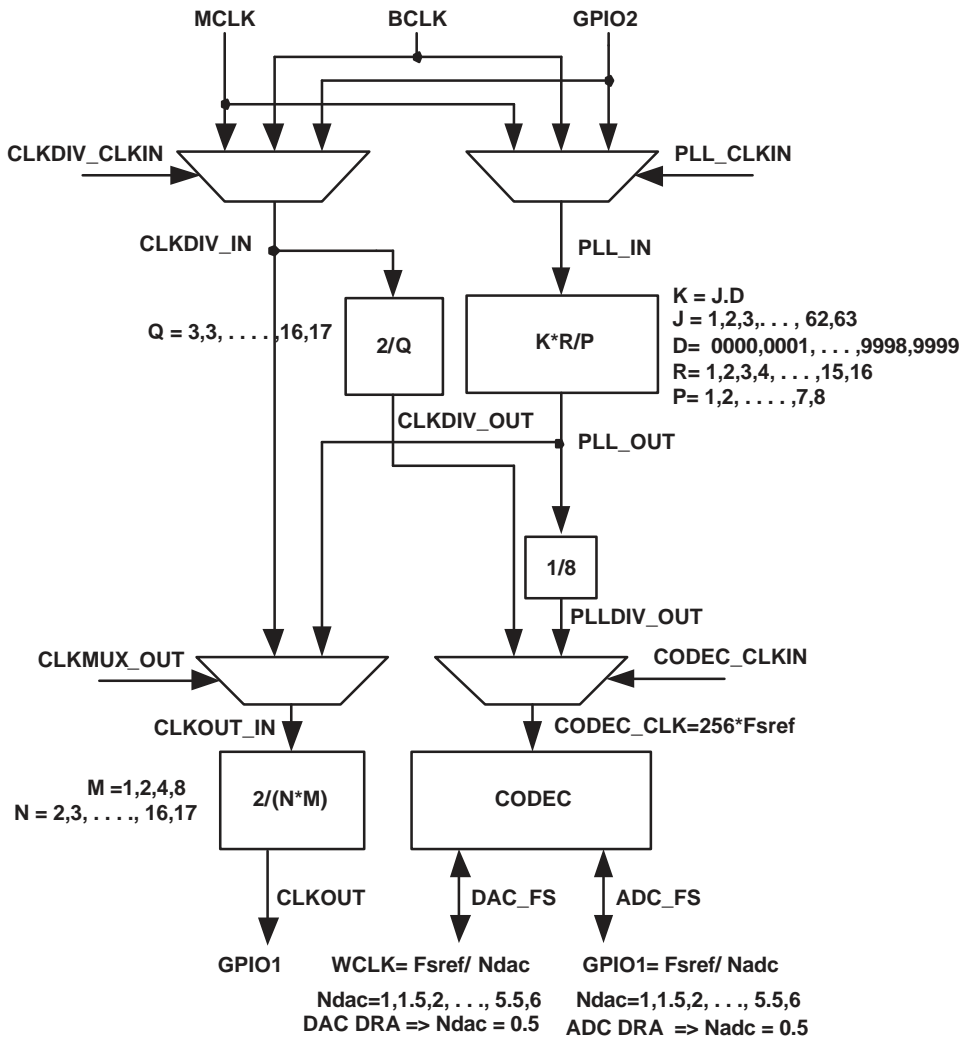 MCLK BCLK GPIO2
CLKDIV_CLKIN PLL_CLKIN
CLKDIV_IN PLL_IN
K = J.D
J = 1,2,3,. . . , 62,63
Q = 3,3, . . . . ,16,17 2/Q K*R/P D= 0000,0001, . . . ,9998,9999
R= 1,2,3,4, . . . ,15,16
P= 1,2, . . . . ,7,8
CLKDIV_OUT PLL_OUT
1/8
PLLDIV_OUT
CLKMUX_OUT CODEC_CLKIN
CLKOUT_IN CODEC_CLK=256*Fsref
M =1,2,4,8 2/(N*M) CODEC
N = 2,3, . . . ., 16,17
CLKOUT DAC_FS ADC_FS
GPIO1 WCLK= Fsref/ Ndac GPIO1= Fsref/ Nadc
Ndac=1,1.5,2, . . ., 5.5,6 Ndac=1,1.5,2, . . ., 5.5,6
DAC DRA => Ndac = 0.5 ADC DRA => Nadc = 0.5